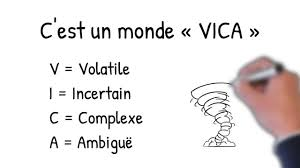 C'est un monde « VICA »
V = Volatile
I = Incertain
C = Complexe
A = Ambiguë